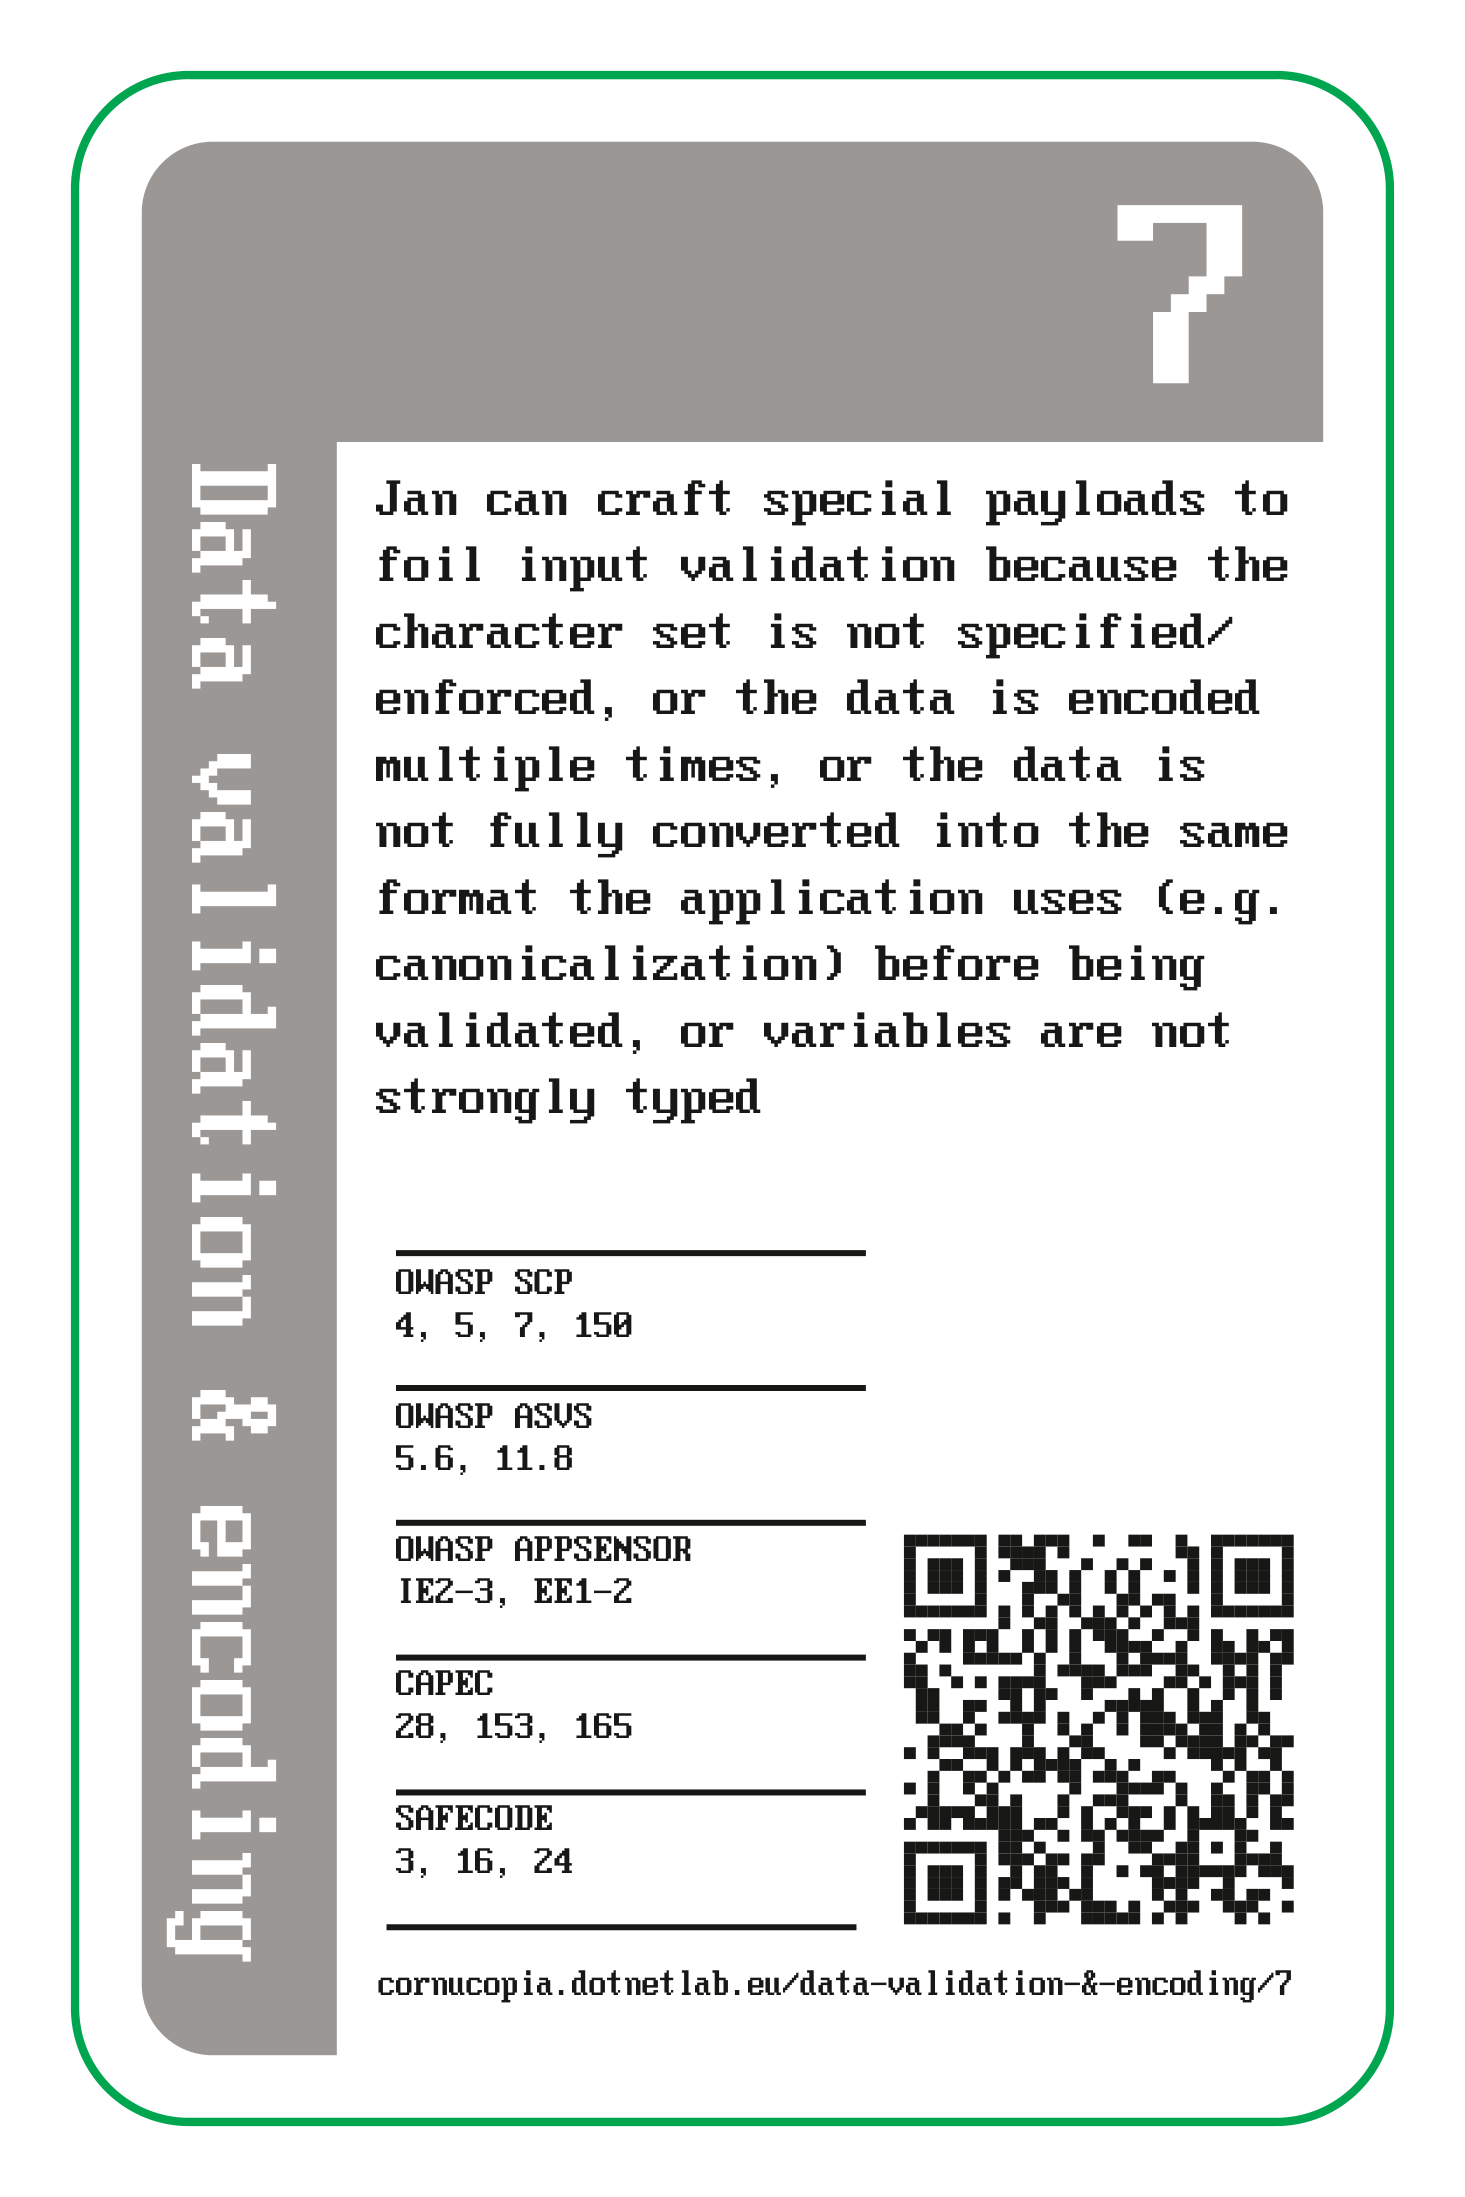 7
Data validation & encoding
Jan can craft special payloads to
foil input validation because the
character set is not specified/
enforced, or the data is encoded
multiple times, or the data is
not fully converted into the same
format the application uses (e.g.
canonicalization) before being
validated, or variables are not
strongly typed
OWASP SCP
4, 5, 7, 150
OWASP ASVS
5.6, 11.8
OWASP APPSENSOR
IE2-3, EE1-2
CAPEC
28, 153, 165
SAFECODE
3, 16, 24
cornucopia.dotnetlab.eu/data-validation-&-encoding/7